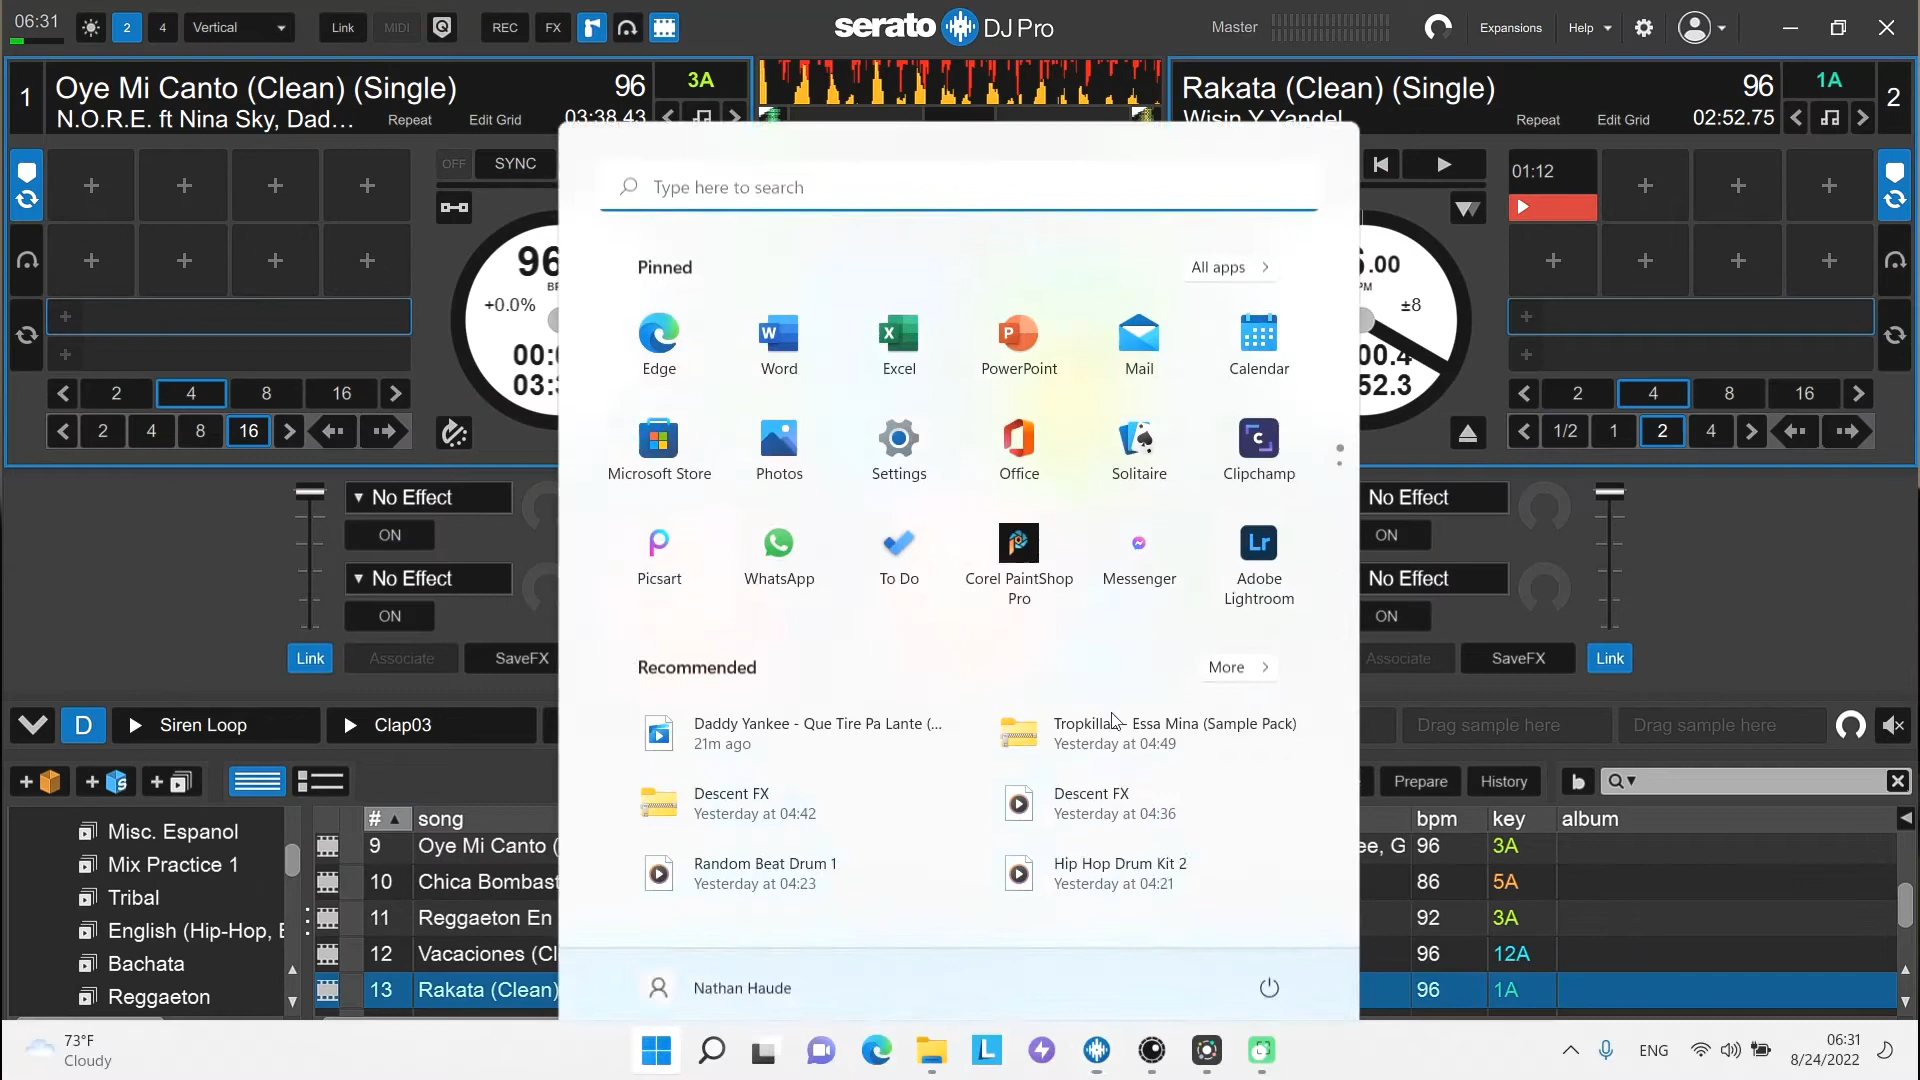 06:31
2
4
Vertical
Link
MIDI
REC
FX
serato DJ Pro
Master
Expansions
Help
1
Oye Mi Canto (Clean) (Single)
96
3A
N.O.R.E. ft Nina Sky, Dad...
Repeat
Edit Grid
03:38.43
Rakata (Clean) (Single)
96
1A
2
Wisin Y Yandel
Repeat
Edit Grid
02:52.75
OFF
SYNC
01:12
96
+0.0%
.00
±8
00:0
03:
00.4
52.3
2 4 8 16
2 4 8 16
2 4 8 16
1/2 1 2 4
No Effect
ON
No Effect
ON
Link
Associate
SaveFX
No Effect
ON
No Effect
ON
Associate
SaveFX
Link
Type here to search
Pinned
All apps
Edge
Word
Excel
PowerPoint
Mail
Calendar
Microsoft Store
Photos
Settings
Office
Solitaire
Clipchamp
Picsart
WhatsApp
To Do
Corel PaintShop Pro
Messenger
Adobe Lightroom
Recommended
More
Daddy Yankee - Que Tire Pa Lante (...
21m ago
Tropkilla - Essa Mina (Sample Pack)
Yesterday at 04:49
Descent FX
Yesterday at 04:42
Descent FX
Yesterday at 04:36
Random Beat Drum 1
Yesterday at 04:23
Hip Hop Drum Kit 2
Yesterday at 04:21
Nathan Haude
D
Siren Loop
Clap03
Drag sample here
Drag sample here
Prepare
History
Misc. Espanol
Mix Practice 1
Tribal
English (Hip-Hop, E
Bachata
Reggaeton
# song
bpm key album
9 Oye Mi Canto (
ee, G 96 3A
10 Chica Bombast
86 5A
11 Reggaeton En
92 3A
12 Vacaciones (Cl
96 12A
13 Rakata (Clean)
96 1A
73°F
Cloudy
ENG
06:31
8/24/2022